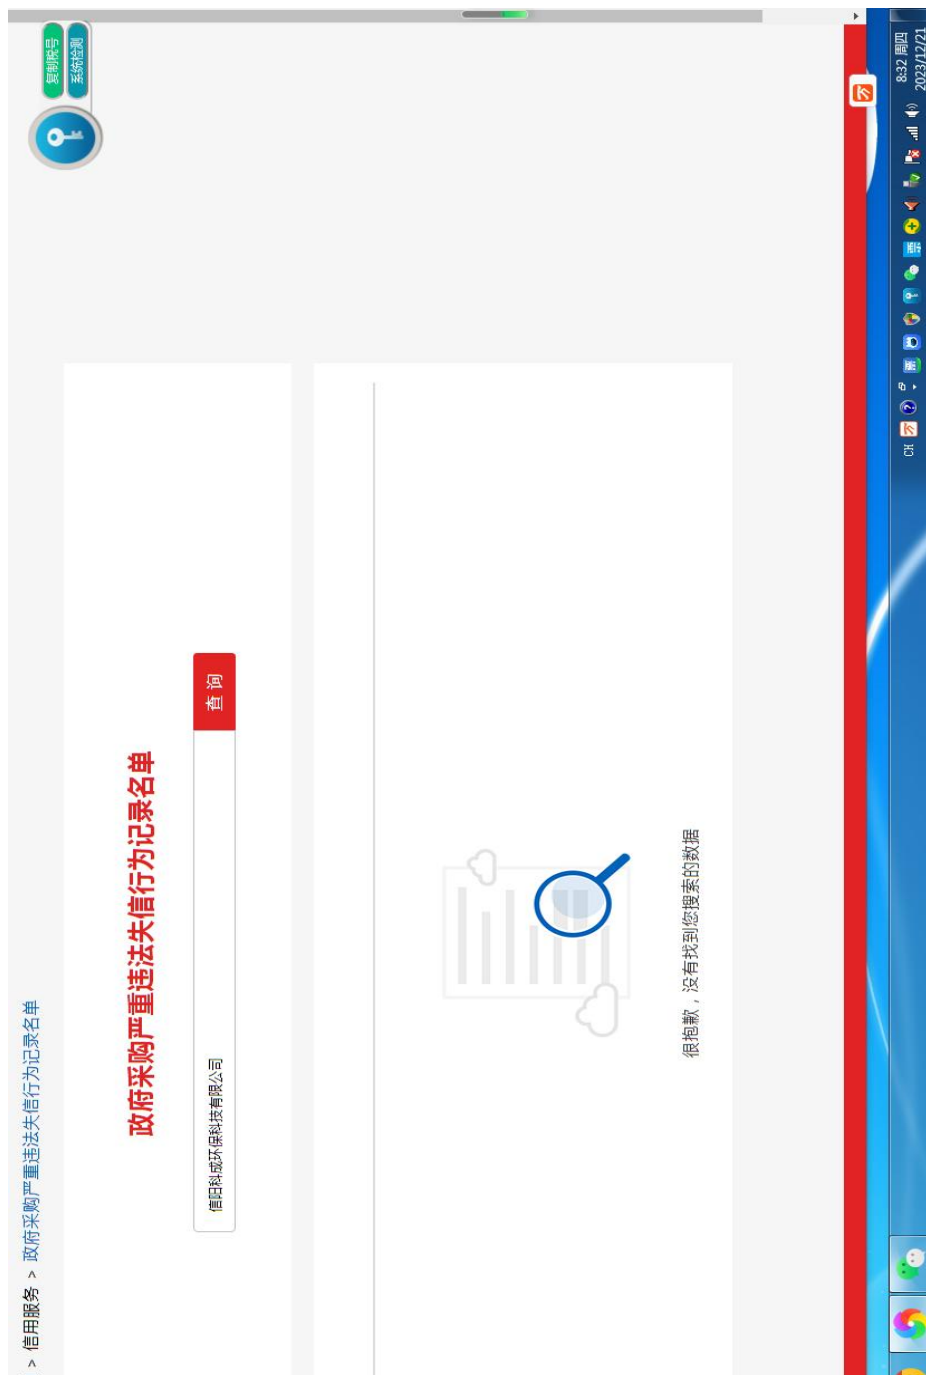 > 信用服务 > 政府采购严重违法失信行为记录名单
复制税号
系统检测
政府采购严重违法失信行为记录名单
信阳科成环保科技有限公司
查 询
很抱歉，没有找到您搜索的数据
CH
8:32 周四
2023/12/21